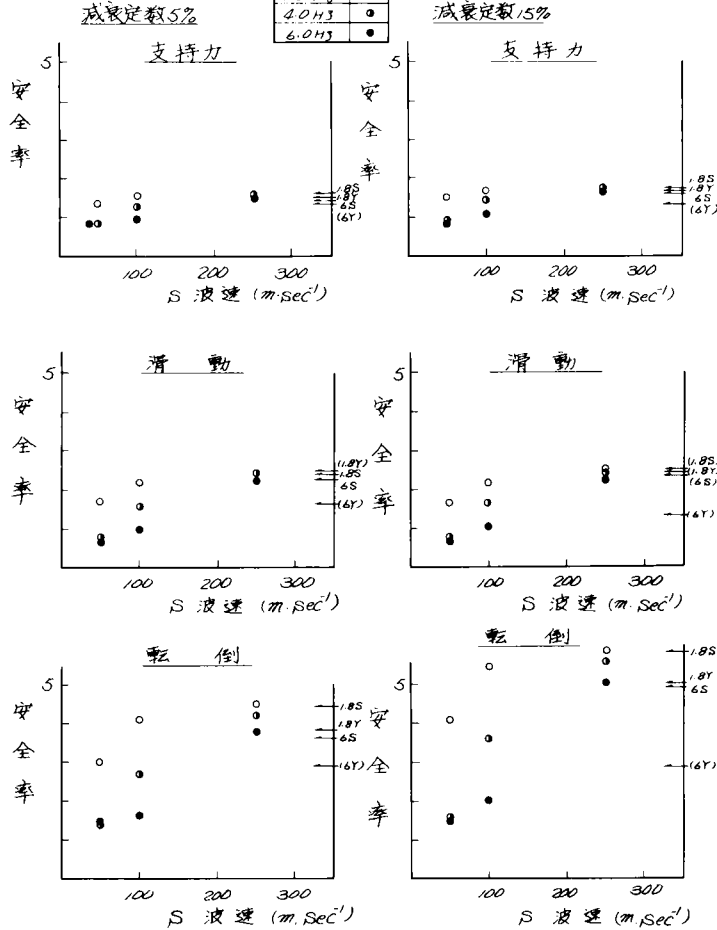 減衰定数5%
4.0Hz ◑
6.0Hz ●
減衰定数15%
支持力
5
安全率
1.8S
1.8Y
6S
(6Y)
100 200 300
S 波速 (m.sec⁻¹)
支持力
5
安全率
1.8S
1.8Y
6S
(6Y)
100 200 300
S 波速 (m.sec⁻¹)
滑 動
5
安全率
(1.8Y)
1.8S
6S
(6Y)
100 200 300
S 波速 (m.sec⁻¹)
滑 動
5
安全率
(1.8S)
(1.8Y)
(6S)
(6Y)
100 200 300
S 波速 (m.sec⁻¹)
転 倒
5
安全率
1.8S
1.8Y
6S
(6Y)
100 200 300
S 波速 (m.sec⁻¹)
転 倒
5
安全率
1.8S
1.8Y
6S
(6Y)
100 200 300
S 波速 (m.sec⁻¹)